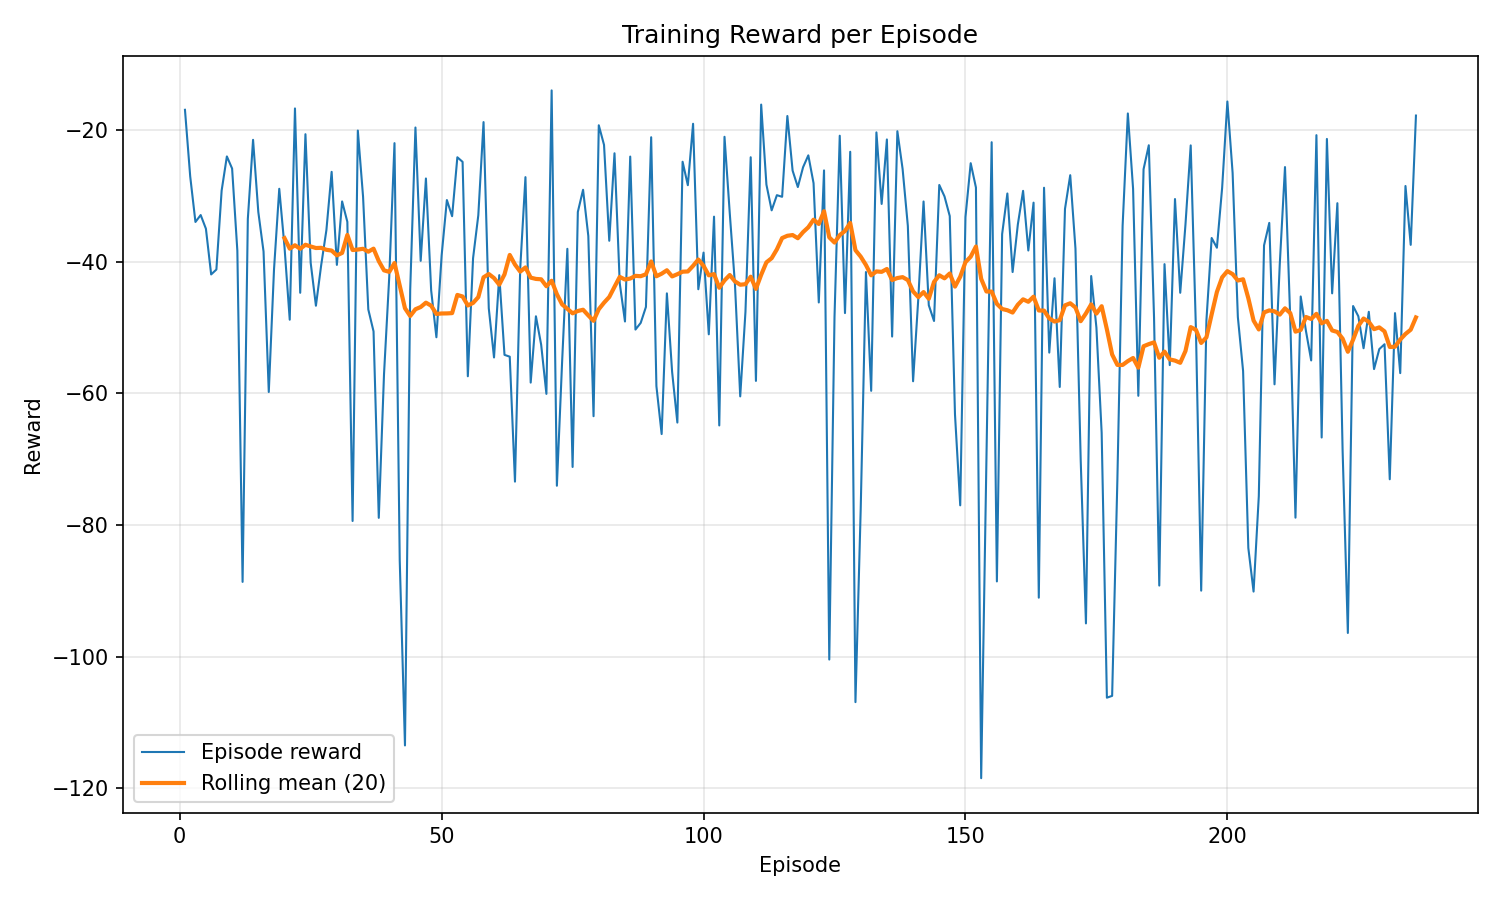 Training Reward per Episode
−20
−40
−60
−80
−100
−120
Reward
Episode reward
Rolling mean (20)
0
50
100
150
200
Episode